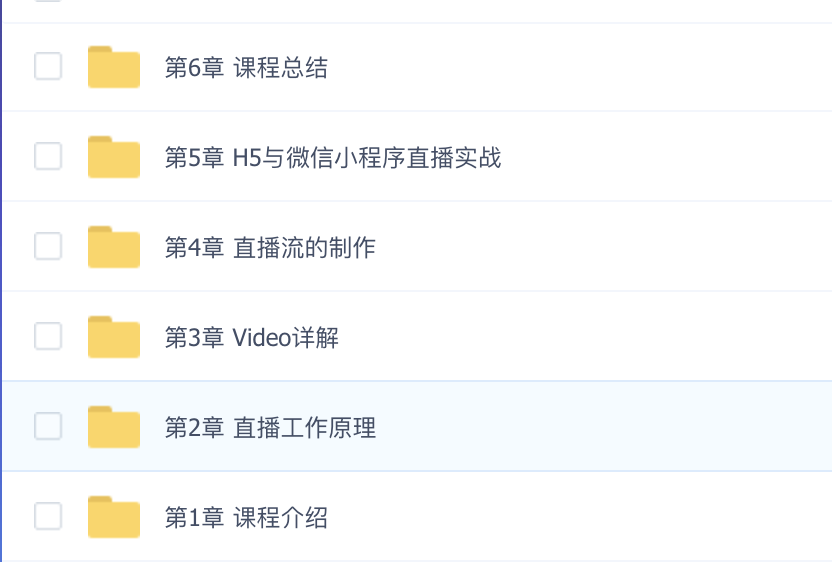 第6章 课程总结
第5章 H5与微信小程序直播实战
第4章 直播流的制作
第3章 Video详解
第2章 直播工作原理
第1章 课程介绍